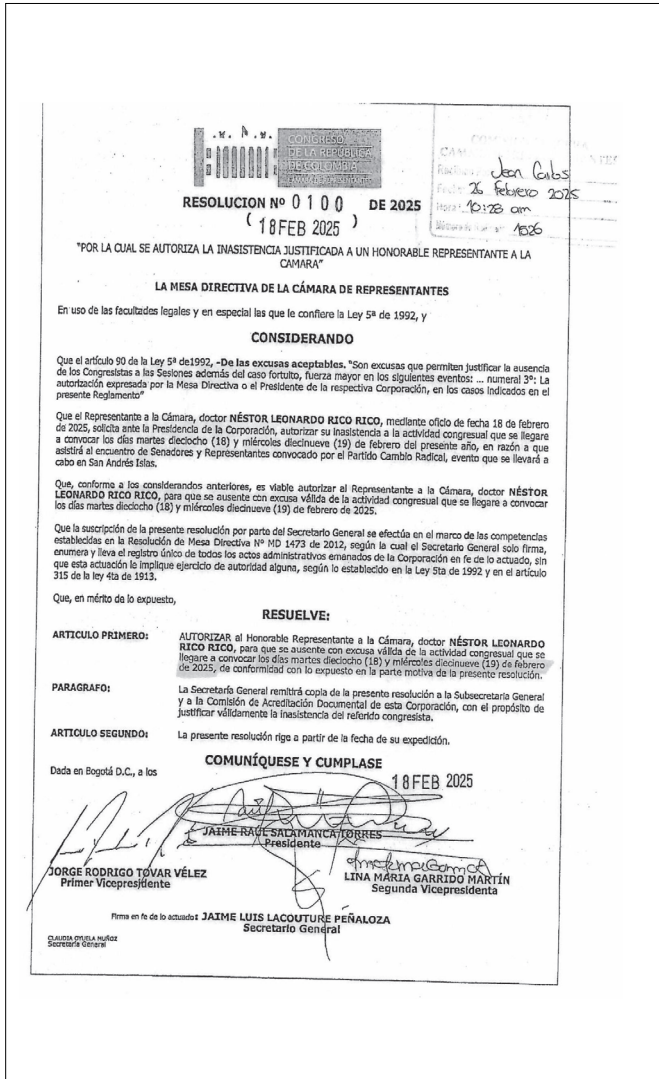 CONGRESO
DE LA REPÚBLICA
DE COLOMBIA
Jean Carlos
26 febrero 2025
10:28 am
1026
RESOLUCION Nº 0100 DE 2025
( 18 FEB 2025 )
"POR LA CUAL SE AUTORIZA LA INASISTENCIA JUSTIFICADA A UN HONORABLE REPRESENTANTE A LA
CAMARA"
LA MESA DIRECTIVA DE LA CÁMARA DE REPRESENTANTES
En uso de las facultades legales y en especial las que le confiere la Ley 5ª de 1992, y
CONSIDERANDO
Que el artículo 90 de la Ley 5ª de1992, -De las excusas aceptables. "Son excusas que permiten justificar la ausencia
de los Congresistas a las Sesiones además del caso fortuito, fuerza mayor en los siguientes eventos: ... numeral 3º: La
autorización expresada por la Mesa Directiva o el Presidente de la respectiva Corporación, en los casos indicados en el
presente Reglamento"
Que el Representante a la Cámara, doctor NÉSTOR LEONARDO RICO RICO, mediante oficio de fecha 18 de febrero
de 2025, solicita ante la Presidencia de la Corporación, autorizar su inasistencia a la actividad congresual que se llegare
a convocar los días martes dieciocho (18) y miércoles diecinueve (19) de febrero del presente año, en razón a que
asistirá al encuentro de Senadores y Representantes convocado por el Partido Cambio Radical, evento que se llevará a
cabo en San Andrés Islas.
Que, conforme a los considerandos anteriores, es viable autorizar al Representante a la Cámara, doctor NÉSTOR
LEONARDO RICO RICO, para que se ausente con excusa válida de la actividad congresual que se llegare a convocar
los días martes dieciocho (18) y miércoles diecinueve (19) de febrero de 2025.
Que la suscripción de la presente resolución por parte del Secretario General se efectúa en el marco de las competencias
establecidas en la Resolución de Mesa Directiva Nº MD 1473 de 2012, según la cual el Secretario General solo firma,
enumera y lleva el registro único de todos los actos administrativos emanados de la Corporación en fe de lo actuado, sin
que esta actuación le implique ejercicio de autoridad alguna, según lo establecido en la Ley 5ta de 1992 y en el artículo
315 de la ley 4ta de 1913.
Que, en mérito de lo expuesto,
RESUELVE:
ARTICULO PRIMERO: AUTORIZAR al Honorable Representante a la Cámara, doctor NÉSTOR LEONARDO
RICO RICO, para que se ausente con excusa válida de la actividad congresual que se
llegare a convocar los días martes dieciocho (18) y miércoles diecinueve (19) de febrero
de 2025, de conformidad con lo expuesto en la parte motiva de la presente resolución.
PARAGRAFO: La Secretaría General remitirá copia de la presente resolución a la Subsecretaria General
y a la Comisión de Acreditación Documental de esta Corporación, con el propósito de
justificar válidamente la inasistencia del referido congresista.
ARTICULO SEGUNDO: La presente resolución rige a partir de la fecha de su expedición.
COMUNÍQUESE Y CUMPLASE
Dada en Bogotá D.C., a los 18 FEB 2025
JAIME RAÚL SALAMANCA TORRES
Presidente
JORGE RODRIGO TOVAR VÉLEZ
Primer Vicepresidente
LINA MARIA GARRIDO MARTÍN
Segunda Vicepresidenta
Firma en fe de lo actuado: JAIME LUIS LACOUTURE PEÑALOZA
Secretario General
CLAUDIA OYUELA MUÑOZ
Secretaría General